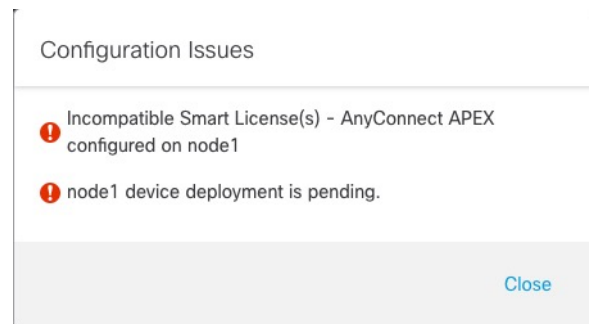 Configuration Issues
Incompatible Smart License(s) - AnyConnect APEX
configured on node1
node1 device deployment is pending.
Close